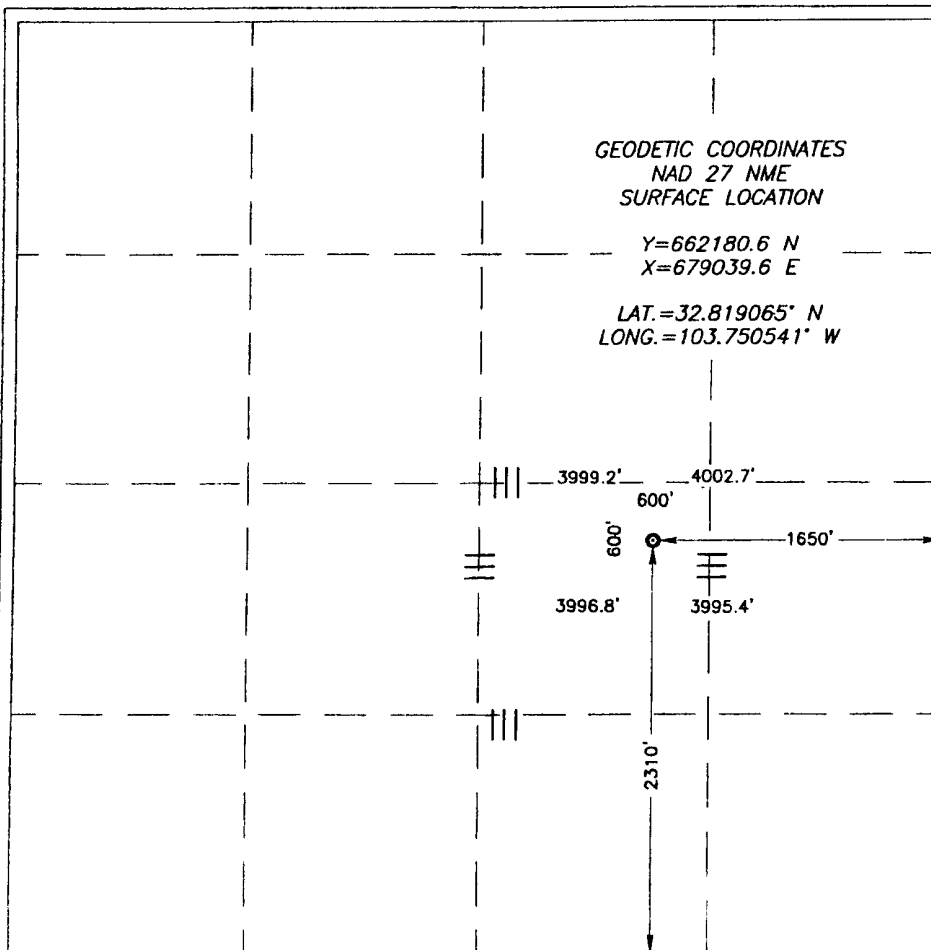 GEODETIC COORDINATES
NAD 27 NME
SURFACE LOCATION
Y=662180.6 N
X=679039.6 E
LAT.=32.819065° N
LONG.=103.750541° W
3999.2' 4002.7'
600'
600'
1650'
3996.8' 3995.4'
2310'